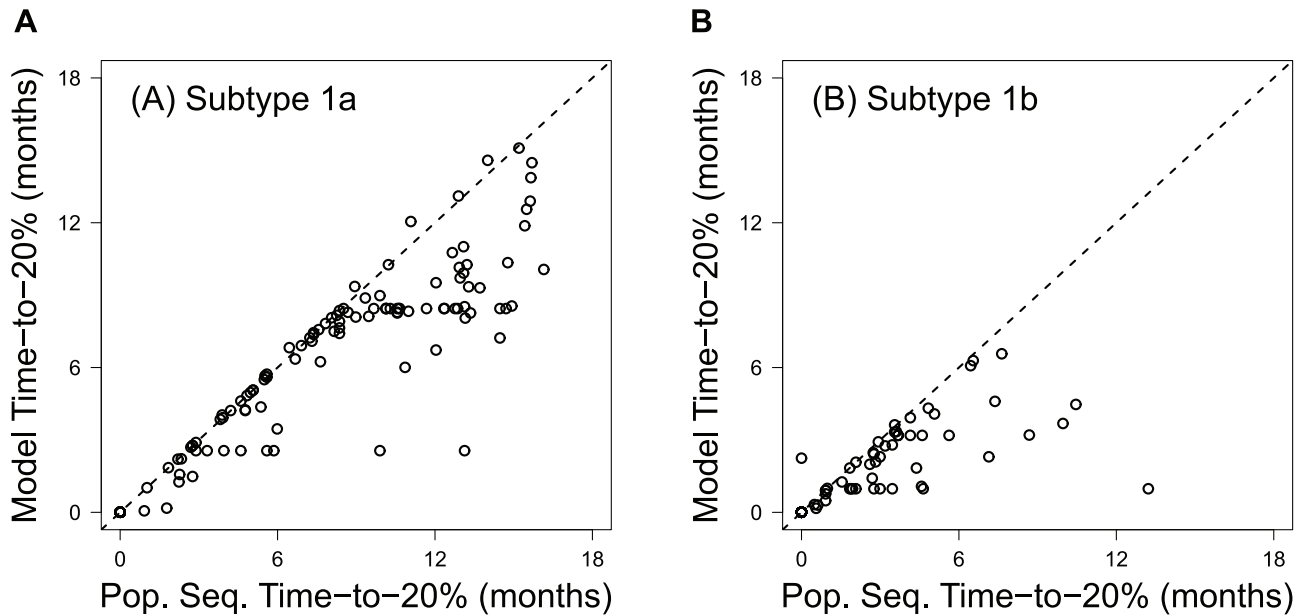 A
(A) Subtype 1a
Model Time−to−20% (months)
18
12
6
0
0 6 12 18
Pop. Seq. Time−to−20% (months)
B
(B) Subtype 1b
Model Time−to−20% (months)
18
12
6
0
0 6 12 18
Pop. Seq. Time−to−20% (months)